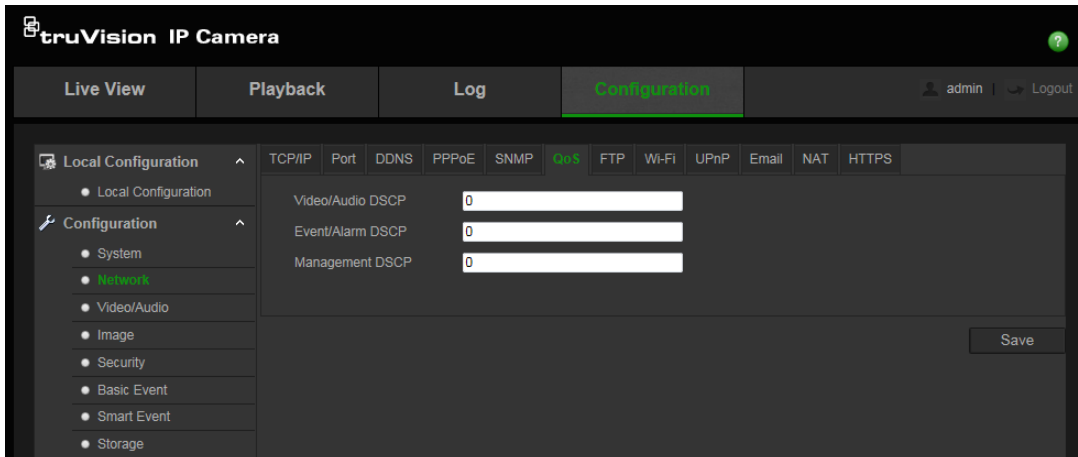 truVision IP Camera
?
Live View Playback Log Configuration admin | Logout
Local Configuration
Local Configuration
Configuration
System
Network
Video/Audio
Image
Security
Basic Event
Smart Event
Storage
TCP/IP Port DDNS PPPoE SNMP QoS FTP Wi-Fi UPnP Email NAT HTTPS
Video/Audio DSCP 0
Event/Alarm DSCP 0
Management DSCP 0
Save